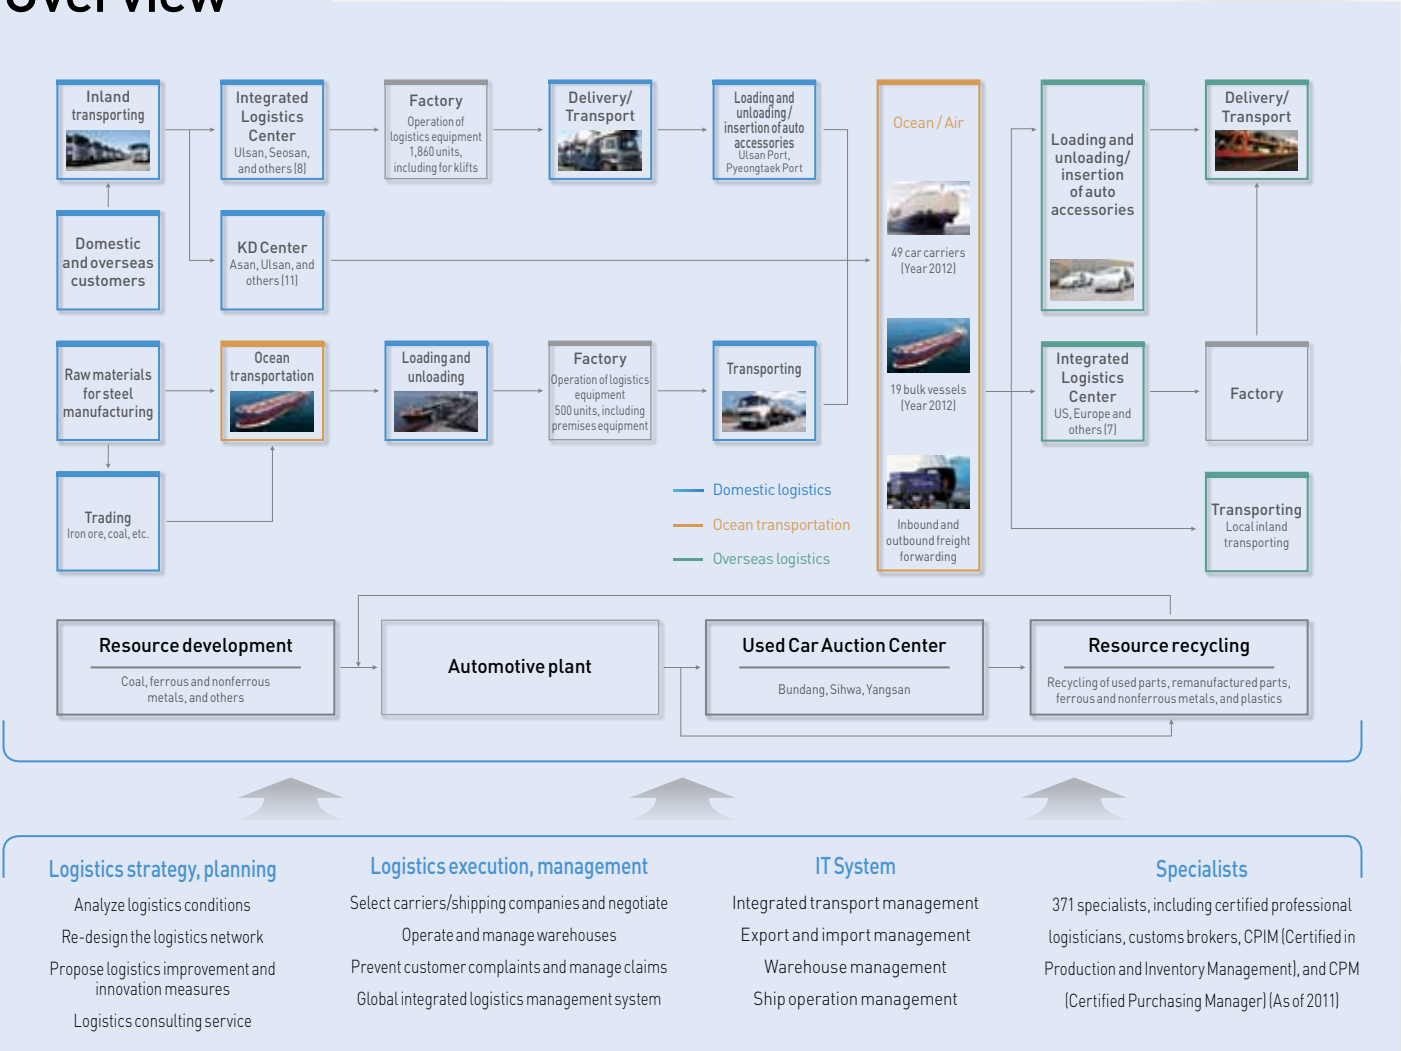 Overview
Inland
transporting
Integrated
Logistics
Center
Ulsan, Seosan,
and others (8)
Factory
Operation of
logistics equipment
1,860 units,
including for klifts
Delivery/
Transport
Loading and
unloading/
insertion of auto
accessories
Ulsan Port,
Pyeongtaek Port
Ocean / Air
49 car carriers
(Year 2012)
19 bulk vessels
(Year 2012)
Inbound and
outbound freight
forwarding
Loading and
unloading/
insertion
of auto
accessories
Delivery/
Transport
Domestic
and overseas
customers
KD Center
Asan, Ulsan, and
others (11)
Raw materials
for steel
manufacturing
Ocean
transportation
Loading and
unloading
Factory
Operation of logistics
equipment
500 units, including
premises equipment
Transporting
Integrated
Logistics
Center
US, Europe and
others (7)
Factory
Trading
Iron ore, coal, etc.
Domestic logistics
Ocean transportation
Overseas logistics
Transporting
Local inland
transporting
Resource development
Coal, ferrous and nonferrous
metals, and others
Automotive plant
Used Car Auction Center
Bundang, Sihwa, Yangsan
Resource recycling
Recycling of used parts, remanufactured parts,
ferrous and nonferrous metals, and plastics
Logistics strategy, planning
Analyze logistics conditions
Re-design the logistics network
Propose logistics improvement and
innovation measures
Logistics consulting service
Logistics execution, management
Select carriers/shipping companies and negotiate
Operate and manage warehouses
Prevent customer complaints and manage claims
Global integrated logistics management system
IT System
Integrated transport management
Export and import management
Warehouse management
Ship operation management
Specialists
371 specialists, including certified professional
logisticians, customs brokers, CPIM (Certified in
Production and Inventory Management), and CPM
(Certified Purchasing Manager) (As of 2011)